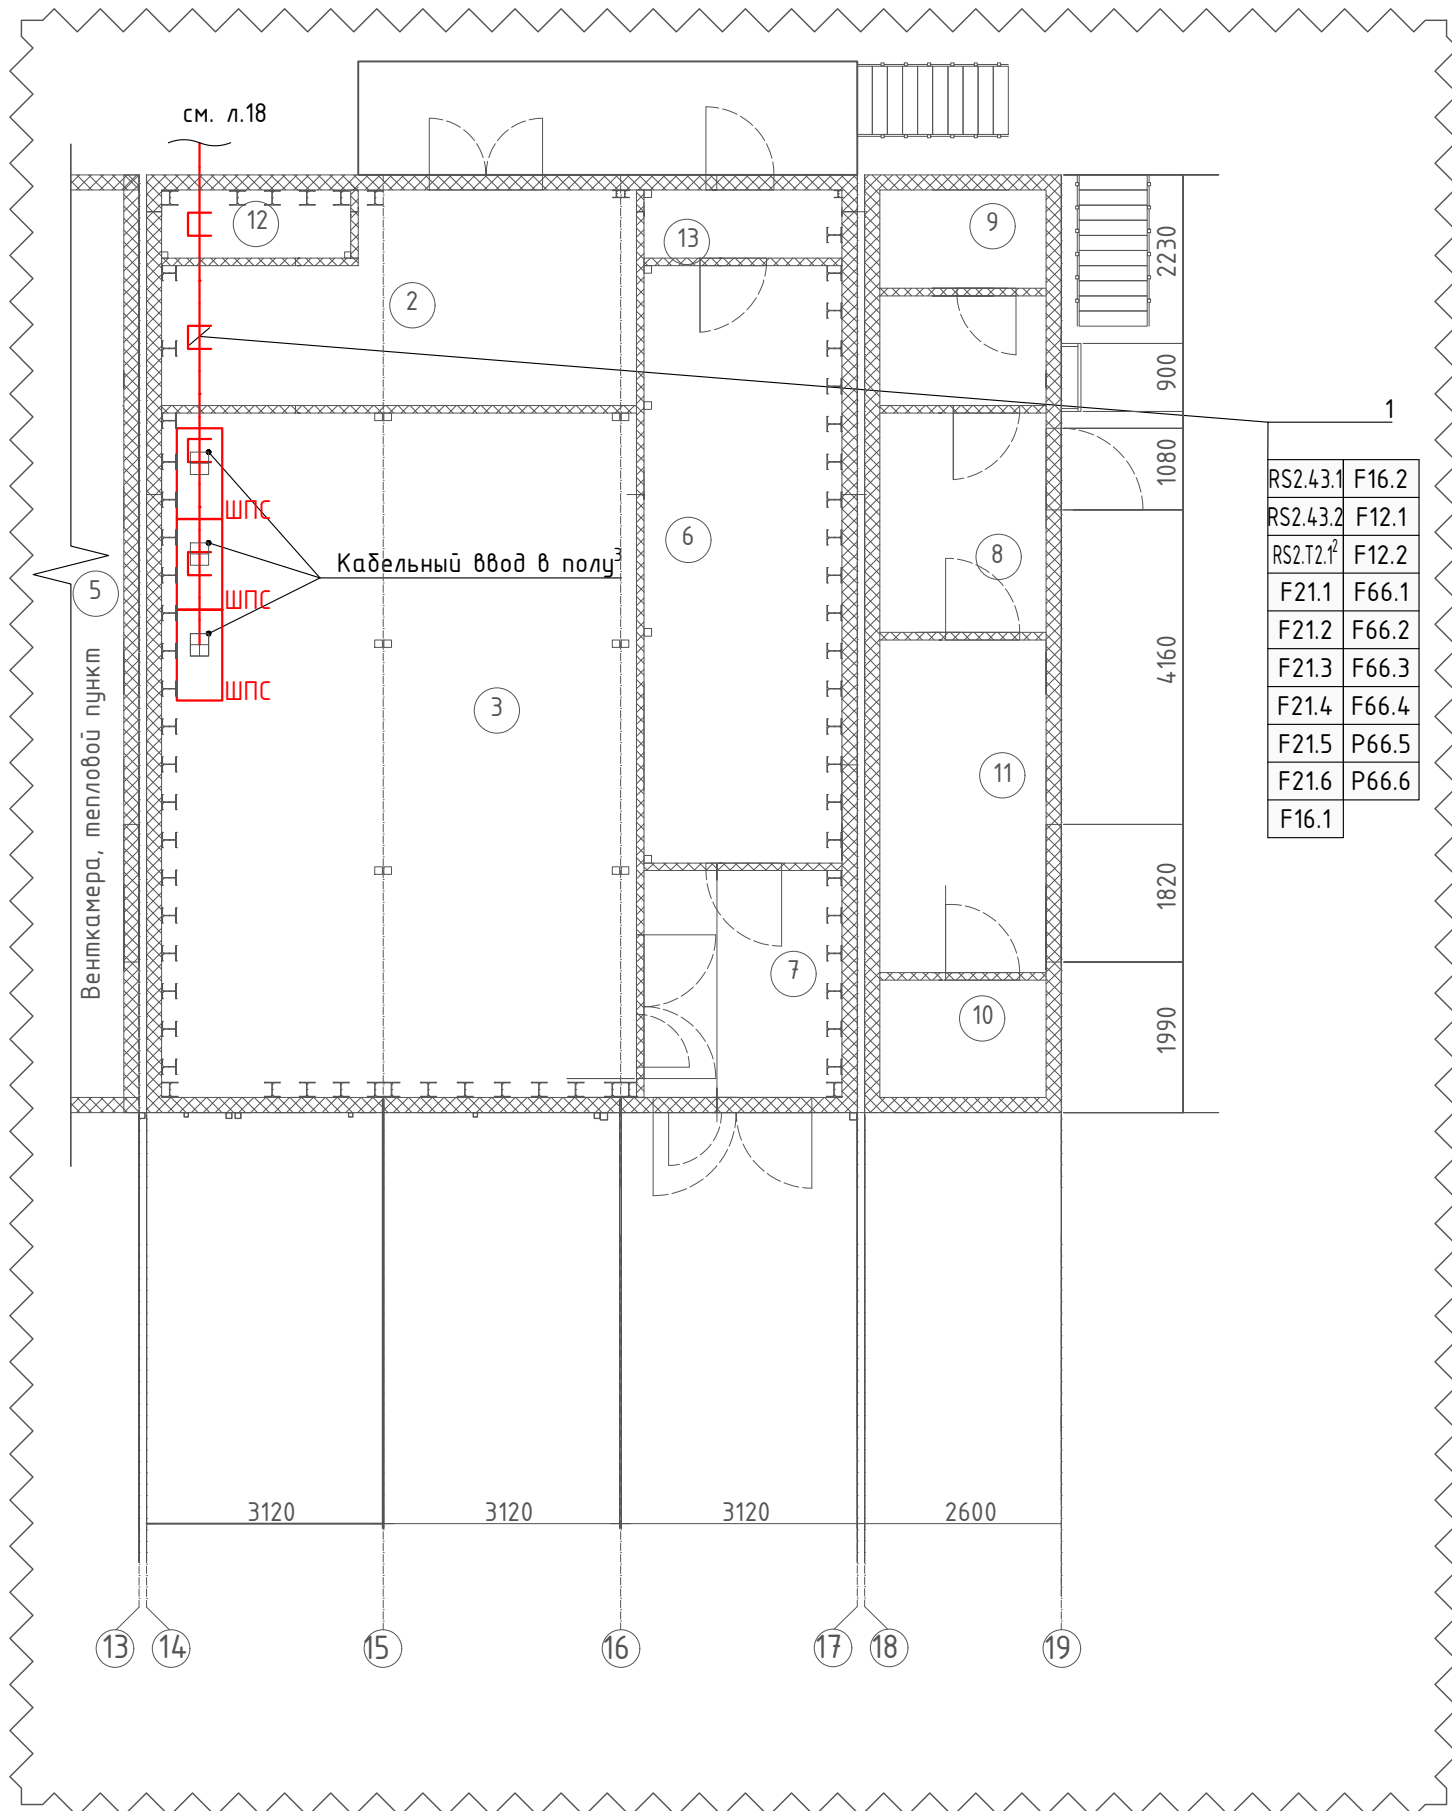 см. л.18
12
13
9
2
2230
900
1
1080
RS2.43.1 F16.2
RS2.43.2 F12.1
RS2.T2.1² F12.2
F21.1 F66.1
F21.2 F66.2
F21.3 F66.3
F21.4 F66.4
F21.5 P66.5
F21.6 P66.6
F16.1
ШПС
ШПС
ШПС
Кабельный ввод в полу³
6
8
5
Венткамера, тепловой пункт
3
4160
11
7
10
1820
1990
3120
3120
3120
2600
13
14
15
16
17
18
19